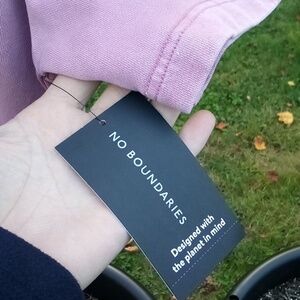 NO BOUNDARIES
Designed with
the planet in mind